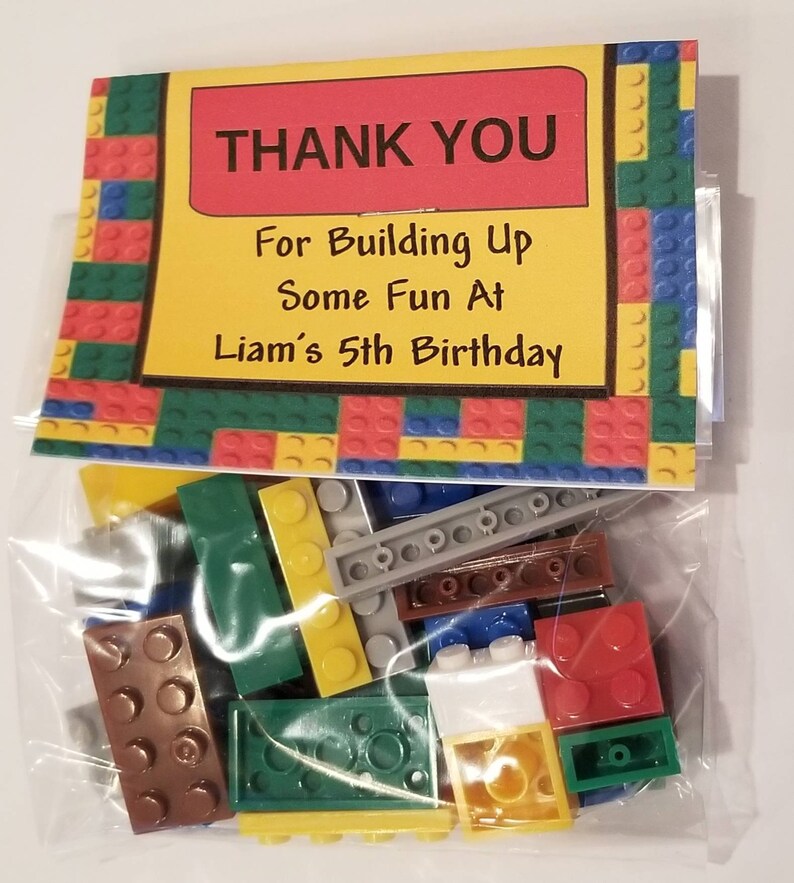 THANK YOU
For Building Up
Some Fun At
Liam's 5th Birthday